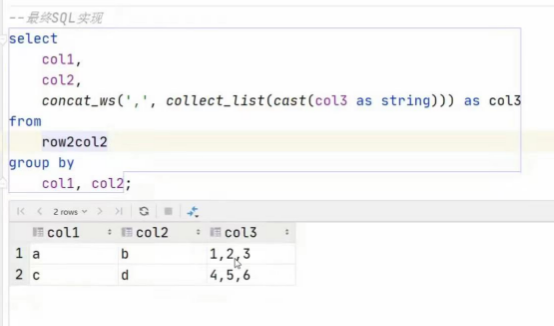 --最终SQL实现
select
col1,
col2,
concat_ws(',', collect_list(cast(col3 as string))) as col3
from
row2col2
group by
col1, col2;
2 rows
col1 col2 col3
1 a b 1,2,3
2 c d 4,5,6